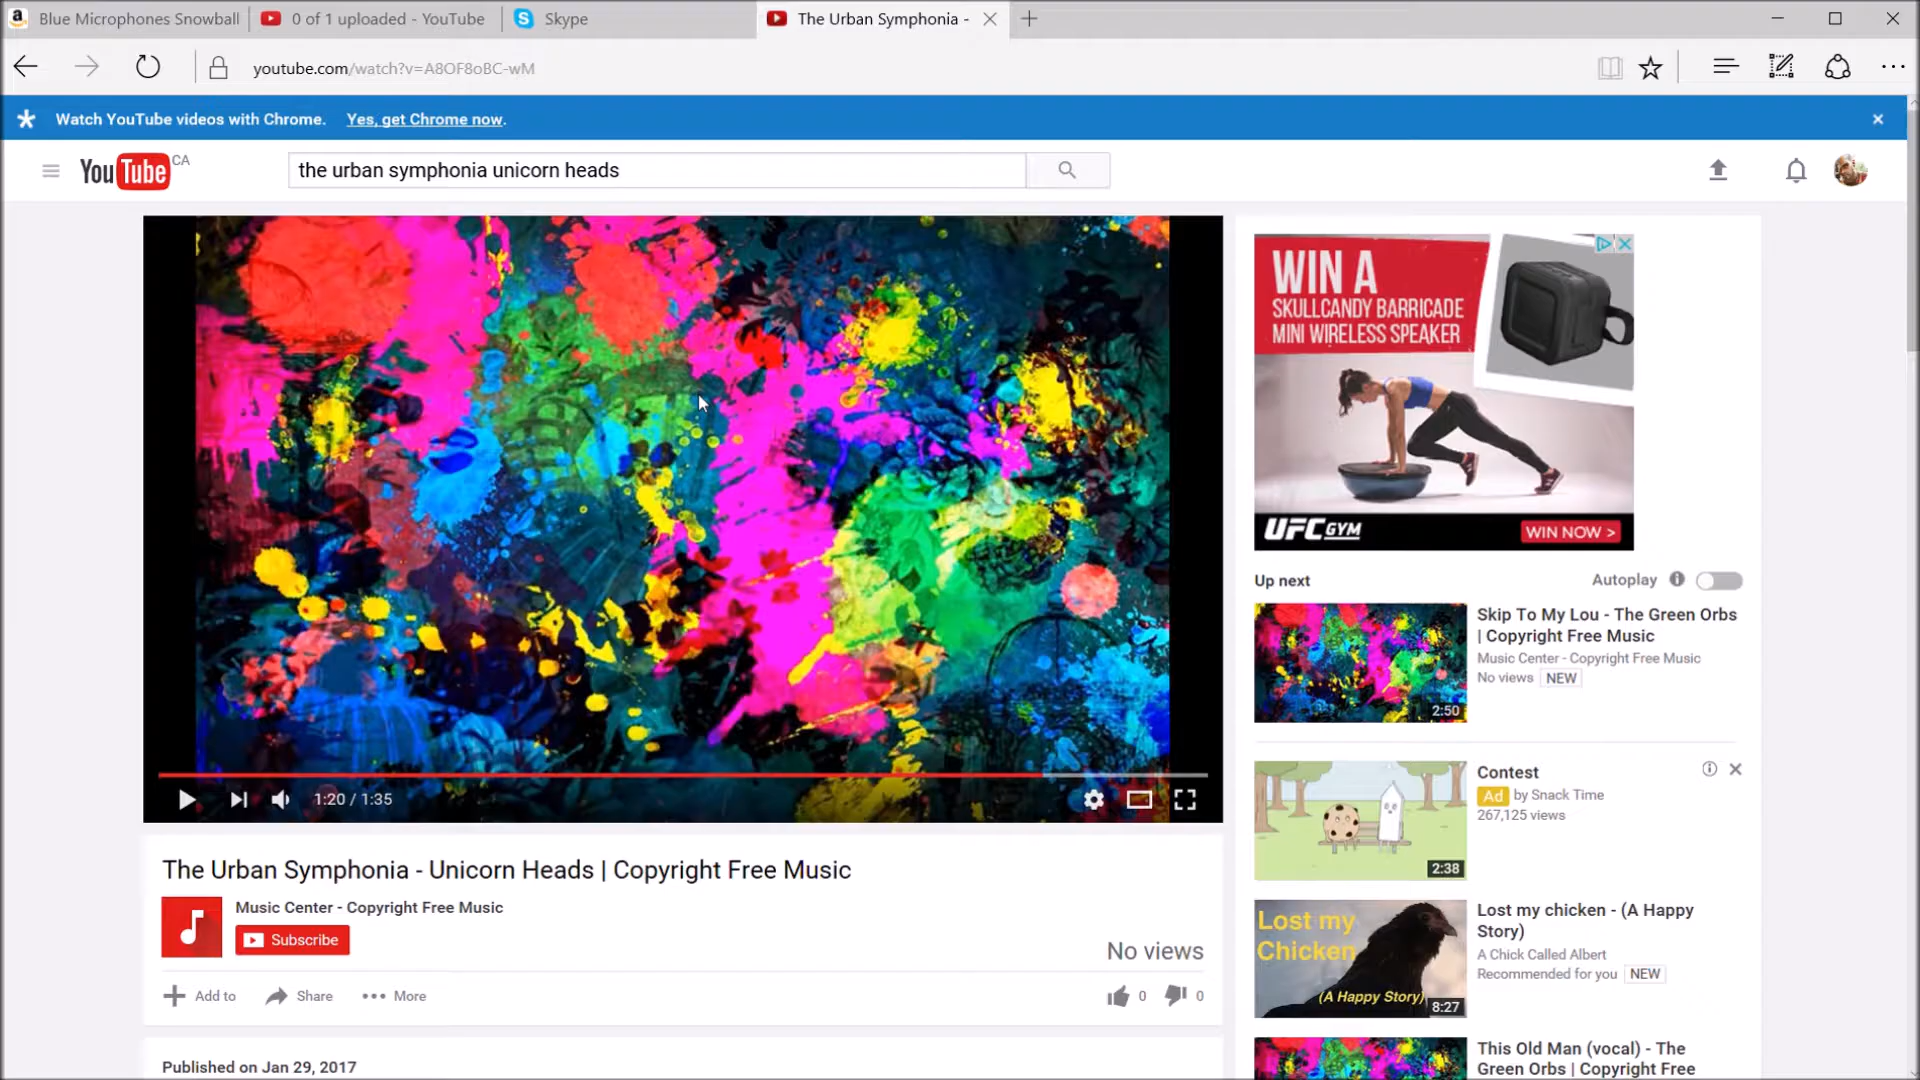 Blue Microphones Snowball
0 of 1 uploaded - YouTube
Skype
The Urban Symphonia -
youtube.com/watch?v=A8OF8oBC-wM
Watch YouTube videos with Chrome. Yes, get Chrome now.
YouTube CA
the urban symphonia unicorn heads
WIN A
SKULLCANDY BARRICADE
MINI WIRELESS SPEAKER
UFC GYM
WIN NOW >
Up next
Autoplay
Skip To My Lou - The Green Orbs
| Copyright Free Music
Music Center - Copyright Free Music
No views NEW
2:50
Contest
Ad by Snack Time
267,125 views
2:38
Lost my
Chicken
(A Happy Story)
8:27
Lost my chicken - (A Happy
Story)
A Chick Called Albert
Recommended for you NEW
This Old Man (vocal) - The
Green Orbs | Copyright Free
1:20 / 1:35
The Urban Symphonia - Unicorn Heads | Copyright Free Music
Music Center - Copyright Free Music
Subscribe
No views
Add to
Share
More
0
0
Published on Jan 29, 2017